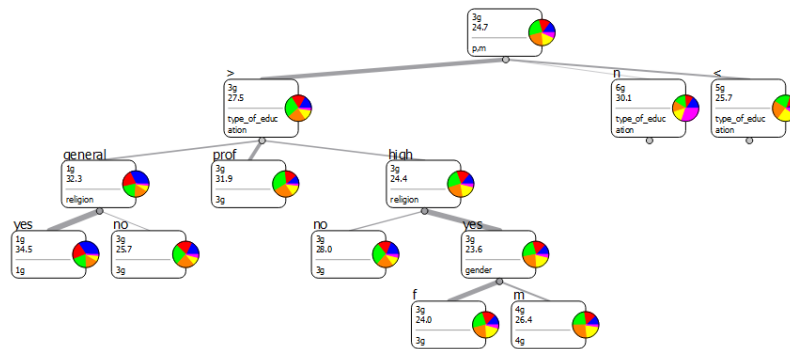 3g
24.7
p,m
>
n
<
3g
27.5
type_of_educ
ation
6g
30.1
type_of_educ
ation
5g
25.7
type_of_educ
ation
general
prof
high
1g
32.3
religion
3g
31.9
3g
3g
24.4
religion
yes
no
no
yes
1g
34.5
1g
3g
25.7
3g
3g
28.0
3g
3g
23.6
gender
f
m
3g
24.0
3g
4g
26.4
4g